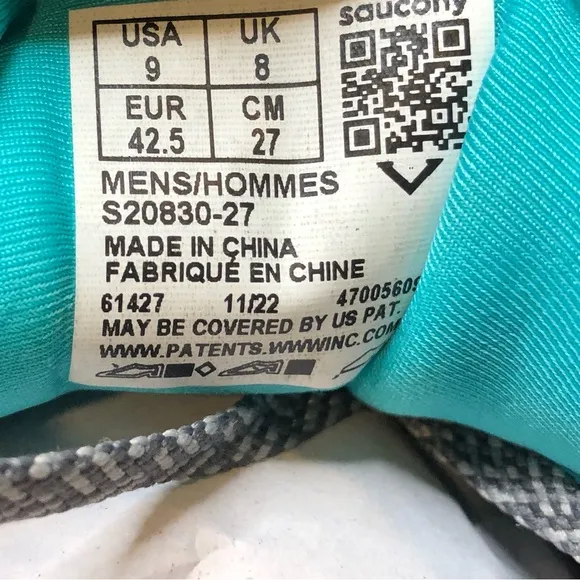 saucony
USA UK
9 8
EUR CM
42.5 27
MENS/HOMMES
S20830-27
MADE IN CHINA
FABRIQUÉ EN CHINE
61427 11/22
MAY BE COVERED BY US PAT.
WWW.PATENTS.WWWINC.COM